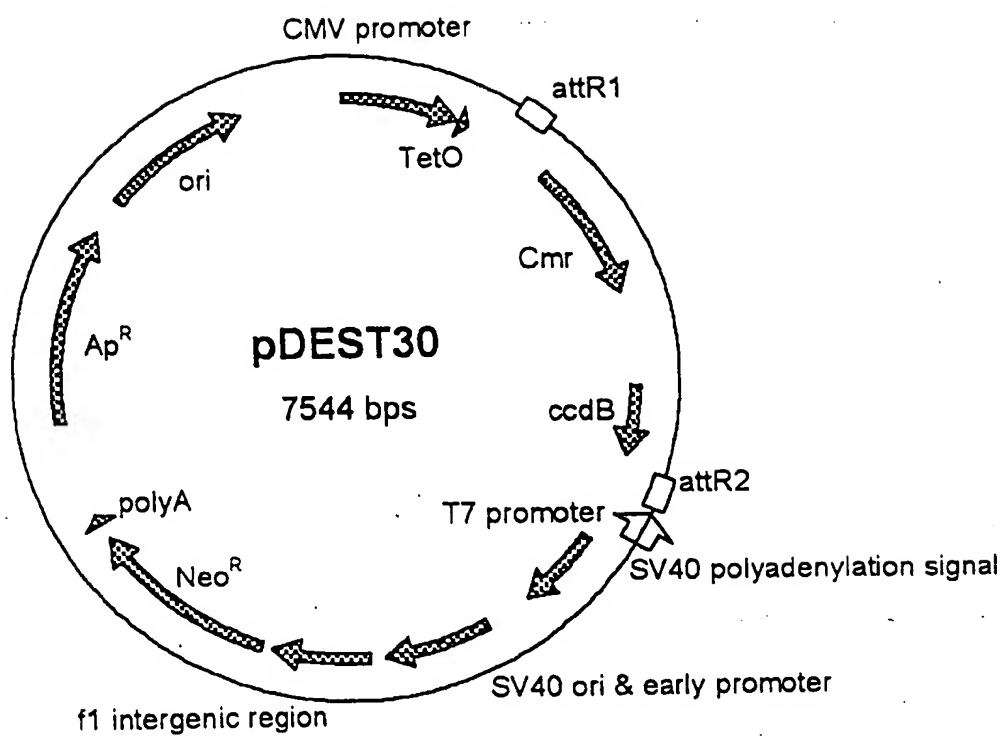 CMV promoter
attR1
TetO
ori
Cmr
Ap^R
pDEST30
7544 bps
ccdB
attR2
polyA
T7 promoter
SV40 polyadenylation signal
Neo^R
SV40 ori & early promoter
f1 intergenic region